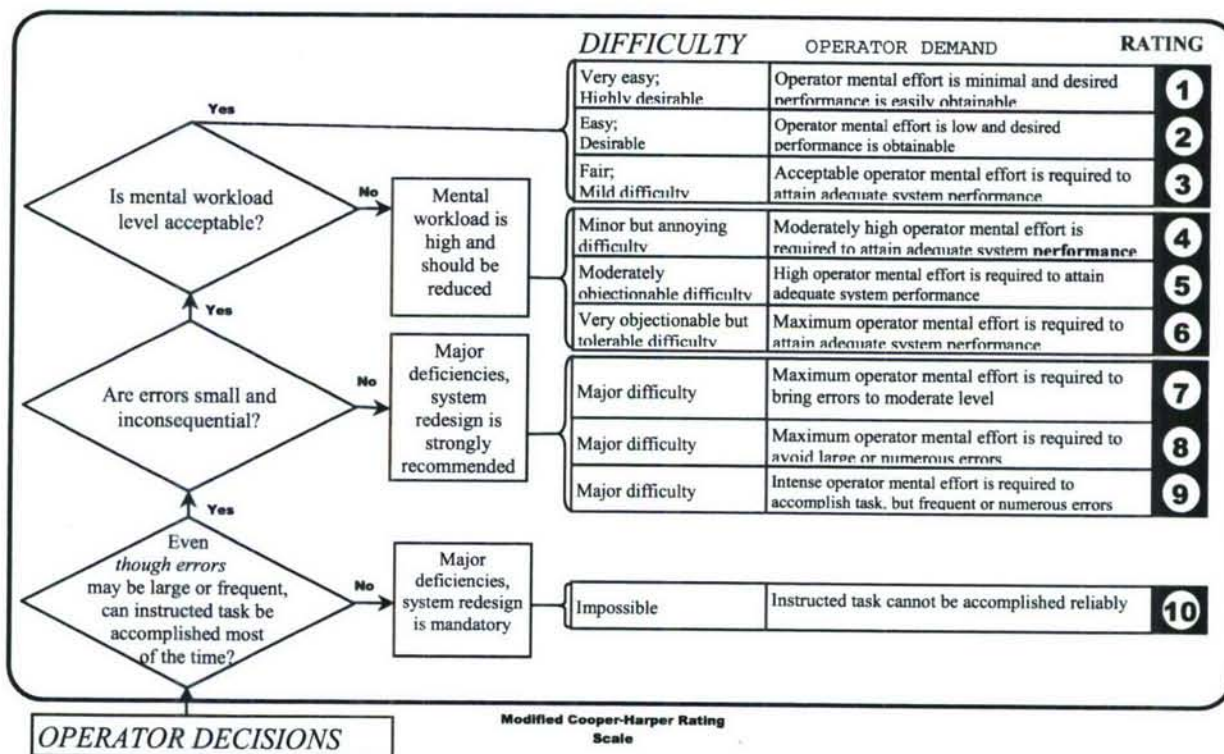 DIFFICULTY OPERATOR DEMAND RATING
Very easy;
Highly desirable
Operator mental effort is minimal and desired
performance is easily obtainable
1
Easy;
Desirable
Operator mental effort is low and desired
performance is obtainable
2
Fair;
Mild difficulty
Acceptable operator mental effort is required to
attain adequate system performance
3
Yes
Is mental workload
level acceptable?
No
Mental
workload is
high and
should be
reduced
Minor but annoying
difficulty
Moderately high operator mental effort is
required to attain adequate system performance
4
Moderately
objectionable difficulty
High operator mental effort is required to attain
adequate system performance
5
Very objectionable but
tolerable difficulty
Maximum operator mental effort is required to
attain adequate system performance
6
Yes
Are errors small and
inconsequential?
No
Major
deficiencies,
system
redesign is
strongly
recommended
Major difficulty
Maximum operator mental effort is required to
bring errors to moderate level
7
Major difficulty
Maximum operator mental effort is required to
avoid large or numerous errors
8
Major difficulty
Intense operator mental effort is required to
accomplish task, but frequent or numerous errors
9
Yes
Even
though errors
may be large or frequent,
can instructed task be
accomplished most
of the time?
No
Major
deficiencies,
system redesign
is mandatory
Impossible
Instructed task cannot be accomplished reliably
10
OPERATOR DECISIONS
Modified Cooper-Harper Rating
Scale